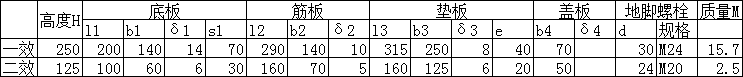 高度H 底板 筋板 垫板 盖板 地脚螺栓 质量M
l1 b1 δ1 s1 l2 b2 δ2 l3 b3 δ3 e b4 δ4 d 规格
一效 250 200 140 14 70 290 140 10 315 250 8 40 70 30 M24 15.7
二效 125 100 60 6 30 160 70 5 160 125 6 20 50 24 M20 2.5